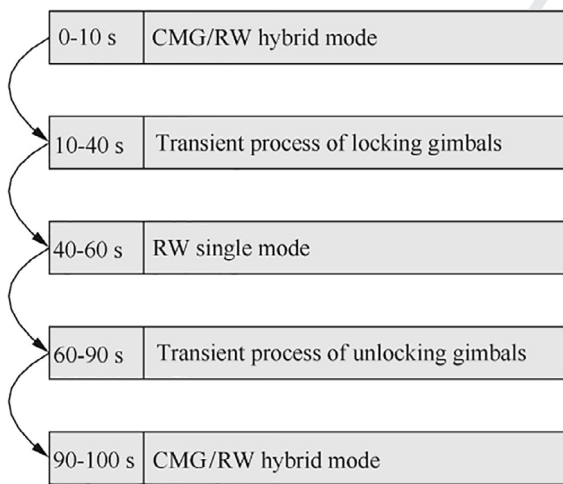 0-10 s CMG/RW hybrid mode
10-40 s Transient process of locking gimbals
40-60 s RW single mode
60-90 s Transient process of unlocking gimbals
90-100 s CMG/RW hybrid mode